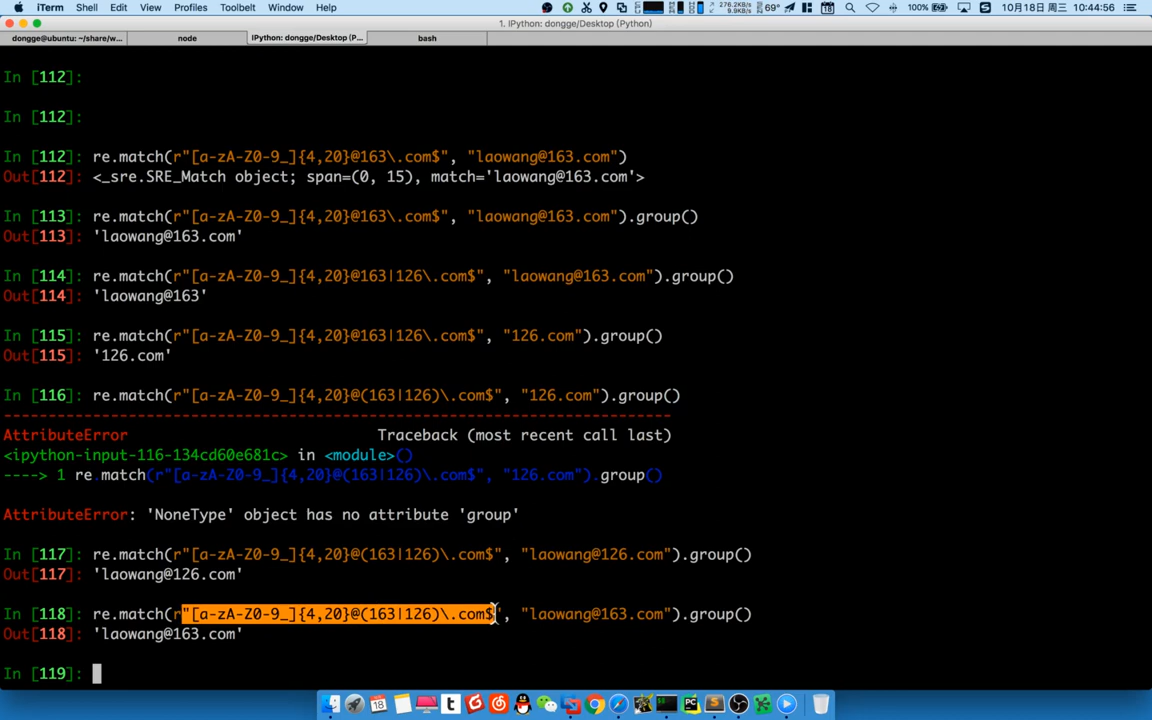 iTerm Shell Edit View Profiles Toolbelt Window Help 276.2KB/s 9.9KB/s 69° 18 100% 10月18日 周三 10:44:56
1. IPython: dongge/Desktop (Python)
dongge@ubuntu: ~/share/w... node IPython: dongge/Desktop (P... bash
In [112]:
In [112]:
In [112]: re.match(r"[a-zA-Z0-9_]{4,20}@163\.com$", "laowang@163.com")
Out[112]: <_sre.SRE_Match object; span=(0, 15), match='laowang@163.com'>
In [113]: re.match(r"[a-zA-Z0-9_]{4,20}@163\.com$", "laowang@163.com").group()
Out[113]: 'laowang@163.com'
In [114]: re.match(r"[a-zA-Z0-9_]{4,20}@163|126\.com$", "laowang@163.com").group()
Out[114]: 'laowang@163'
In [115]: re.match(r"[a-zA-Z0-9_]{4,20}@163|126\.com$", "126.com").group()
Out[115]: '126.com'
In [116]: re.match(r"[a-zA-Z0-9_]{4,20}@(163|126)\.com$", "126.com").group()
---------------------------------------------------------------------------
AttributeError Traceback (most recent call last)
<ipython-input-116-134cd60e681c> in <module>()
----> 1 re.match(r"[a-zA-Z0-9_]{4,20}@(163|126)\.com$", "126.com").group()
AttributeError: 'NoneType' object has no attribute 'group'
In [117]: re.match(r"[a-zA-Z0-9_]{4,20}@(163|126)\.com$", "laowang@126.com").group()
Out[117]: 'laowang@126.com'
In [118]: re.match(r"[a-zA-Z0-9_]{4,20}@(163|126)\.com$", "laowang@163.com").group()
Out[118]: 'laowang@163.com'
In [119]: